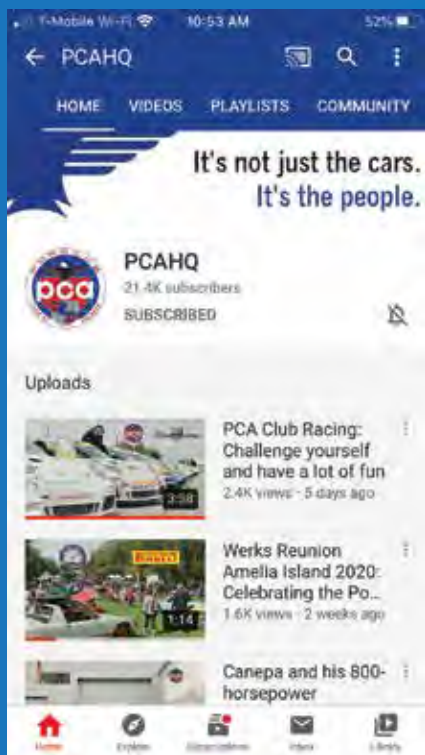 T-Mobile Wi-Fi 10:53 AM 52%
PCAHQ
HOME VIDEOS PLAYLISTS COMMUNITY
It's not just the cars.
It's the people.
pca
PCAHQ
21.4K subscribers
SUBSCRIBED
Uploads
PCA Club Racing:
Challenge yourself
and have a lot of fun
2.4K views · 5 days ago
3:58
Werks Reunion
Amelia Island 2020:
Celebrating the Po...
1.6K views · 2 weeks ago
PIRELLI
1:14
Canepa and his 800-
horsepower
Home Explore Subscriptions Inbox Library